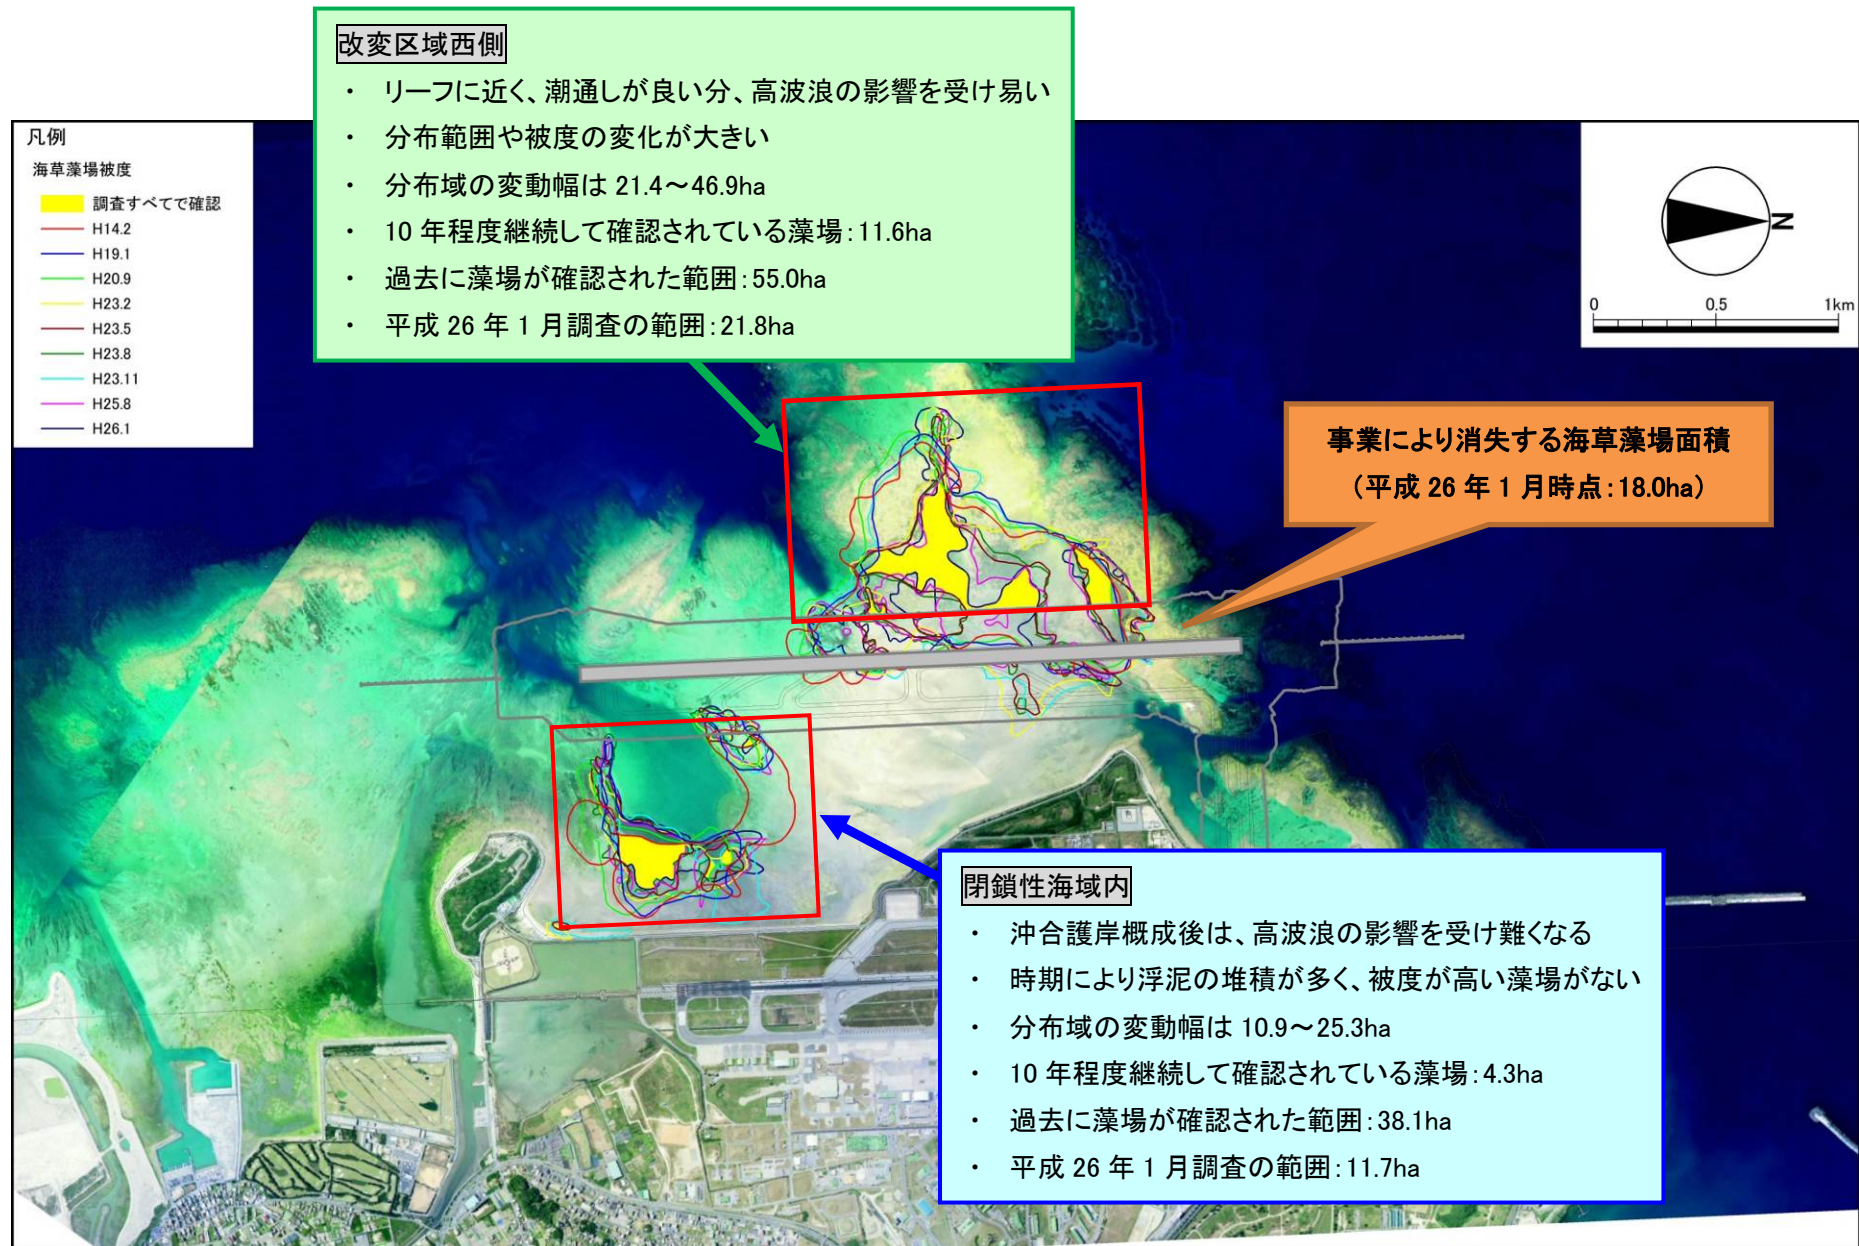 改変区域西側
・ リーフに近く、潮通しが良い分、高波浪の影響を受け易い
・ 分布範囲や被度の変化が大きい
・ 分布域の変動幅は 21.4～46.9ha
・ 10 年程度継続して確認されている藻場：11.6ha
・ 過去に藻場が確認された範囲：55.0ha
・ 平成 26 年 1 月調査の範囲：21.8ha
凡例
海草藻場被度
調査すべてで確認
H14.2
H19.1
H20.9
H23.2
H23.5
H23.8
H23.11
H25.8
H26.1
N
0 0.5 1km
事業により消失する海草藻場面積
（平成 26 年 1 月時点：18.0ha）
閉鎖性海域内
・ 沖合護岸概成後は、高波浪の影響を受け難くなる
・ 時期により浮泥の堆積が多く、被度が高い藻場がない
・ 分布域の変動幅は 10.9～25.3ha
・ 10 年程度継続して確認されている藻場：4.3ha
・ 過去に藻場が確認された範囲：38.1ha
・ 平成 26 年 1 月調査の範囲：11.7ha